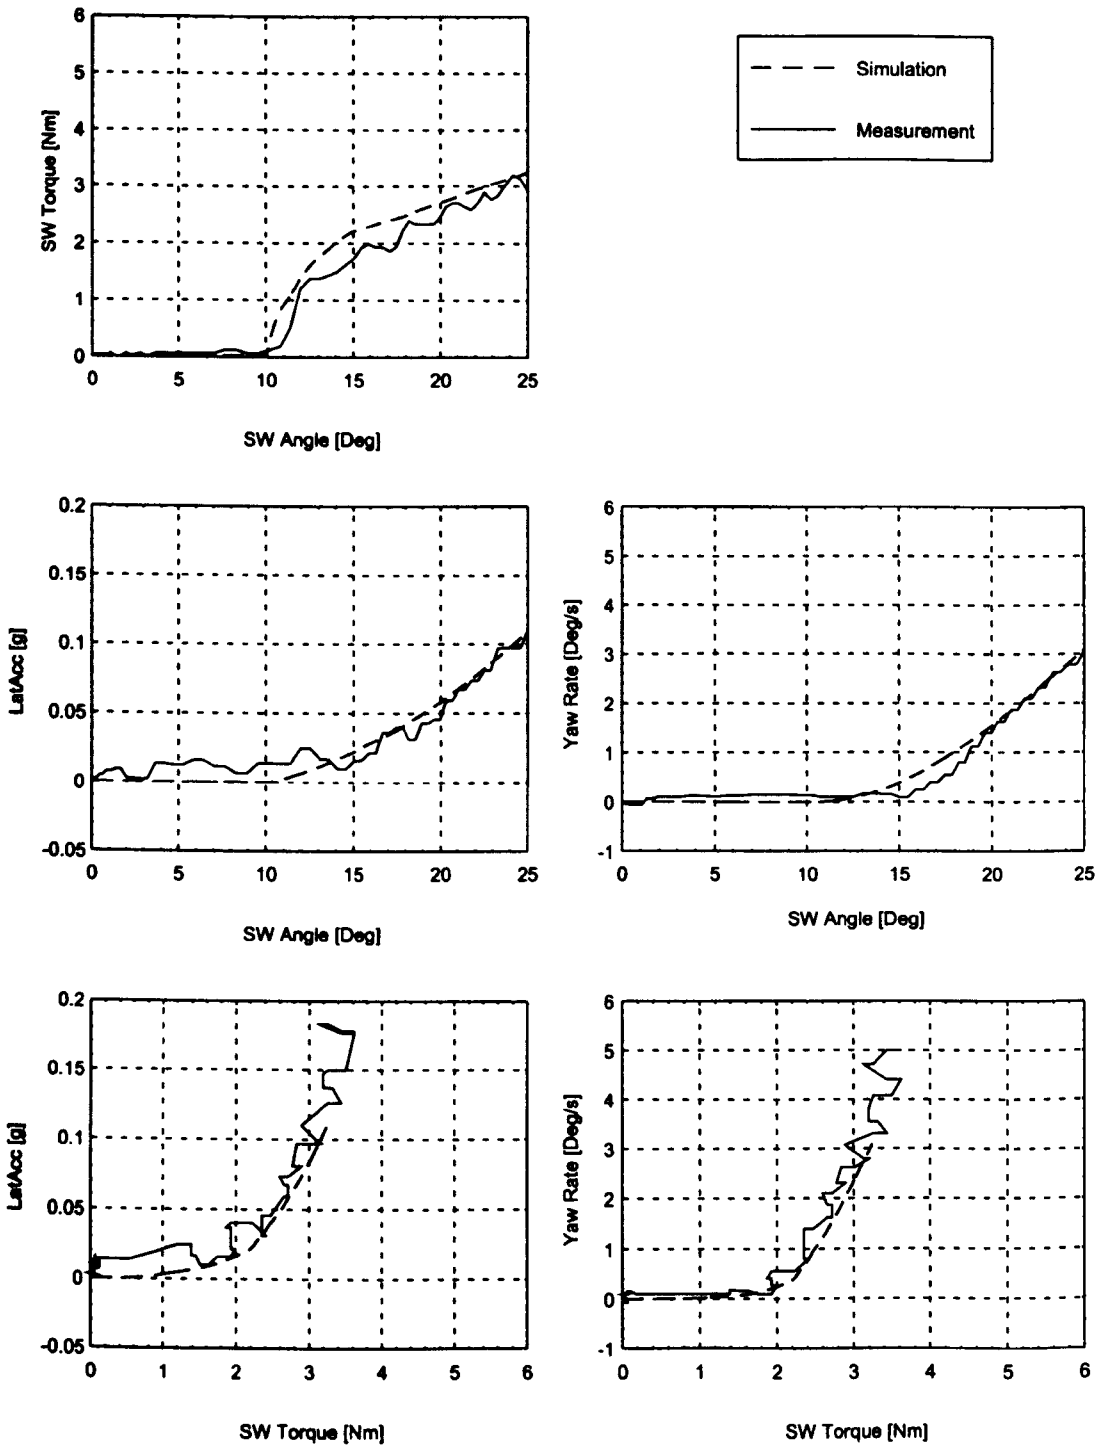 6
5
4
3
2
1
0
SW Torque [Nm]
0 5 10 15 20 25
SW Angle [Deg]
Simulation
Measurement
0.2
0.15
0.1
0.05
0
-0.05
LatAcc [g]
0 5 10 15 20 25
SW Angle [Deg]
6
5
4
3
2
1
0
-1
Yaw Rate [Deg/s]
0 5 10 15 20 25
SW Angle [Deg]
0.2
0.15
0.1
0.05
0
-0.05
LatAcc [g]
0 1 2 3 4 5 6
SW Torque [Nm]
6
5
4
3
2
1
0
-1
Yaw Rate [Deg/s]
0 1 2 3 4 5 6
SW Torque [Nm]